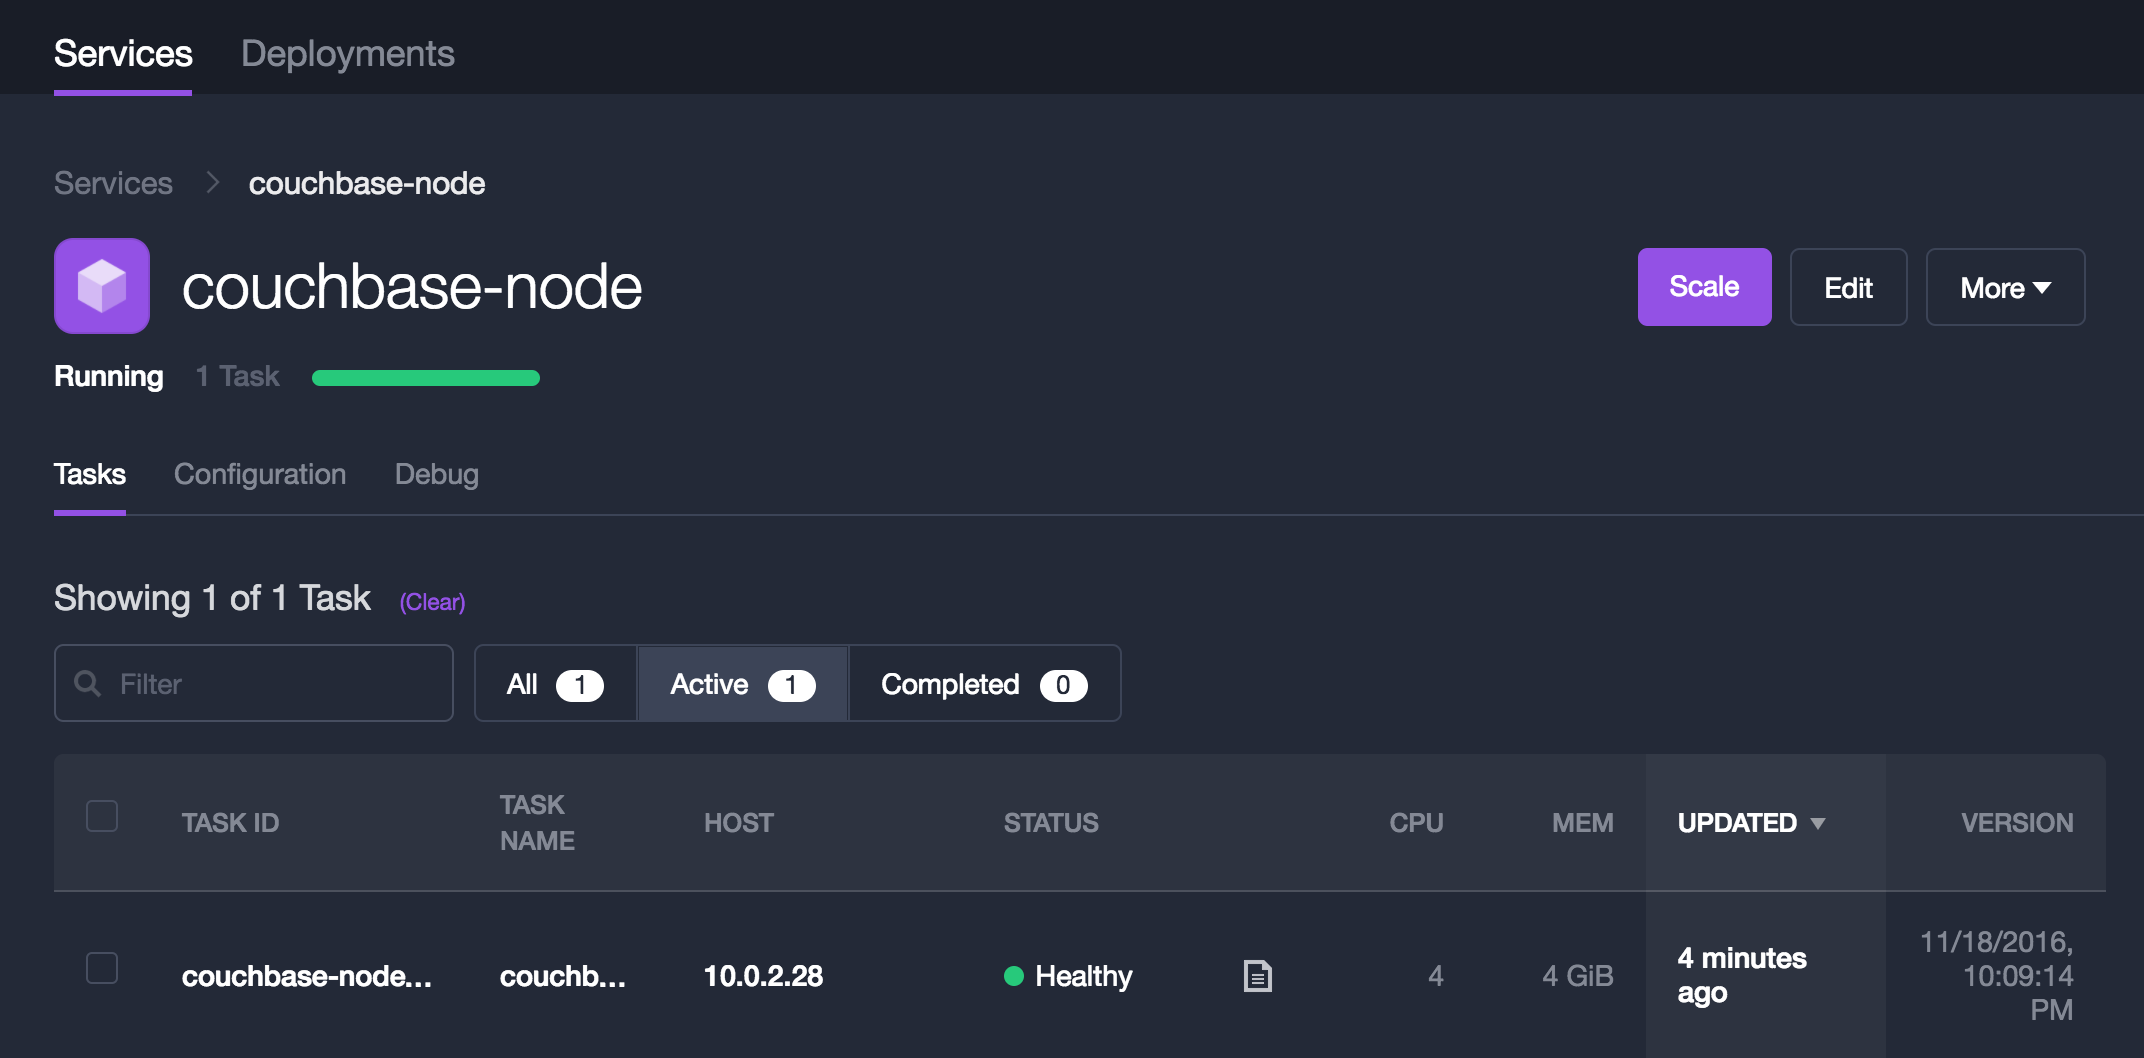 Services Deployments
Services couchbase-node
couchbase-node
Scale Edit More
Running 1 Task
Tasks Configuration Debug
Showing 1 of 1 Task (Clear)
Filter All 1 Active 1 Completed 0
TASK ID TASK NAME HOST STATUS CPU MEM UPDATED VERSION
couchbase-node... couchb... 10.0.2.28 Healthy 4 4 GiB 4 minutes ago 11/18/2016, 10:09:14 PM